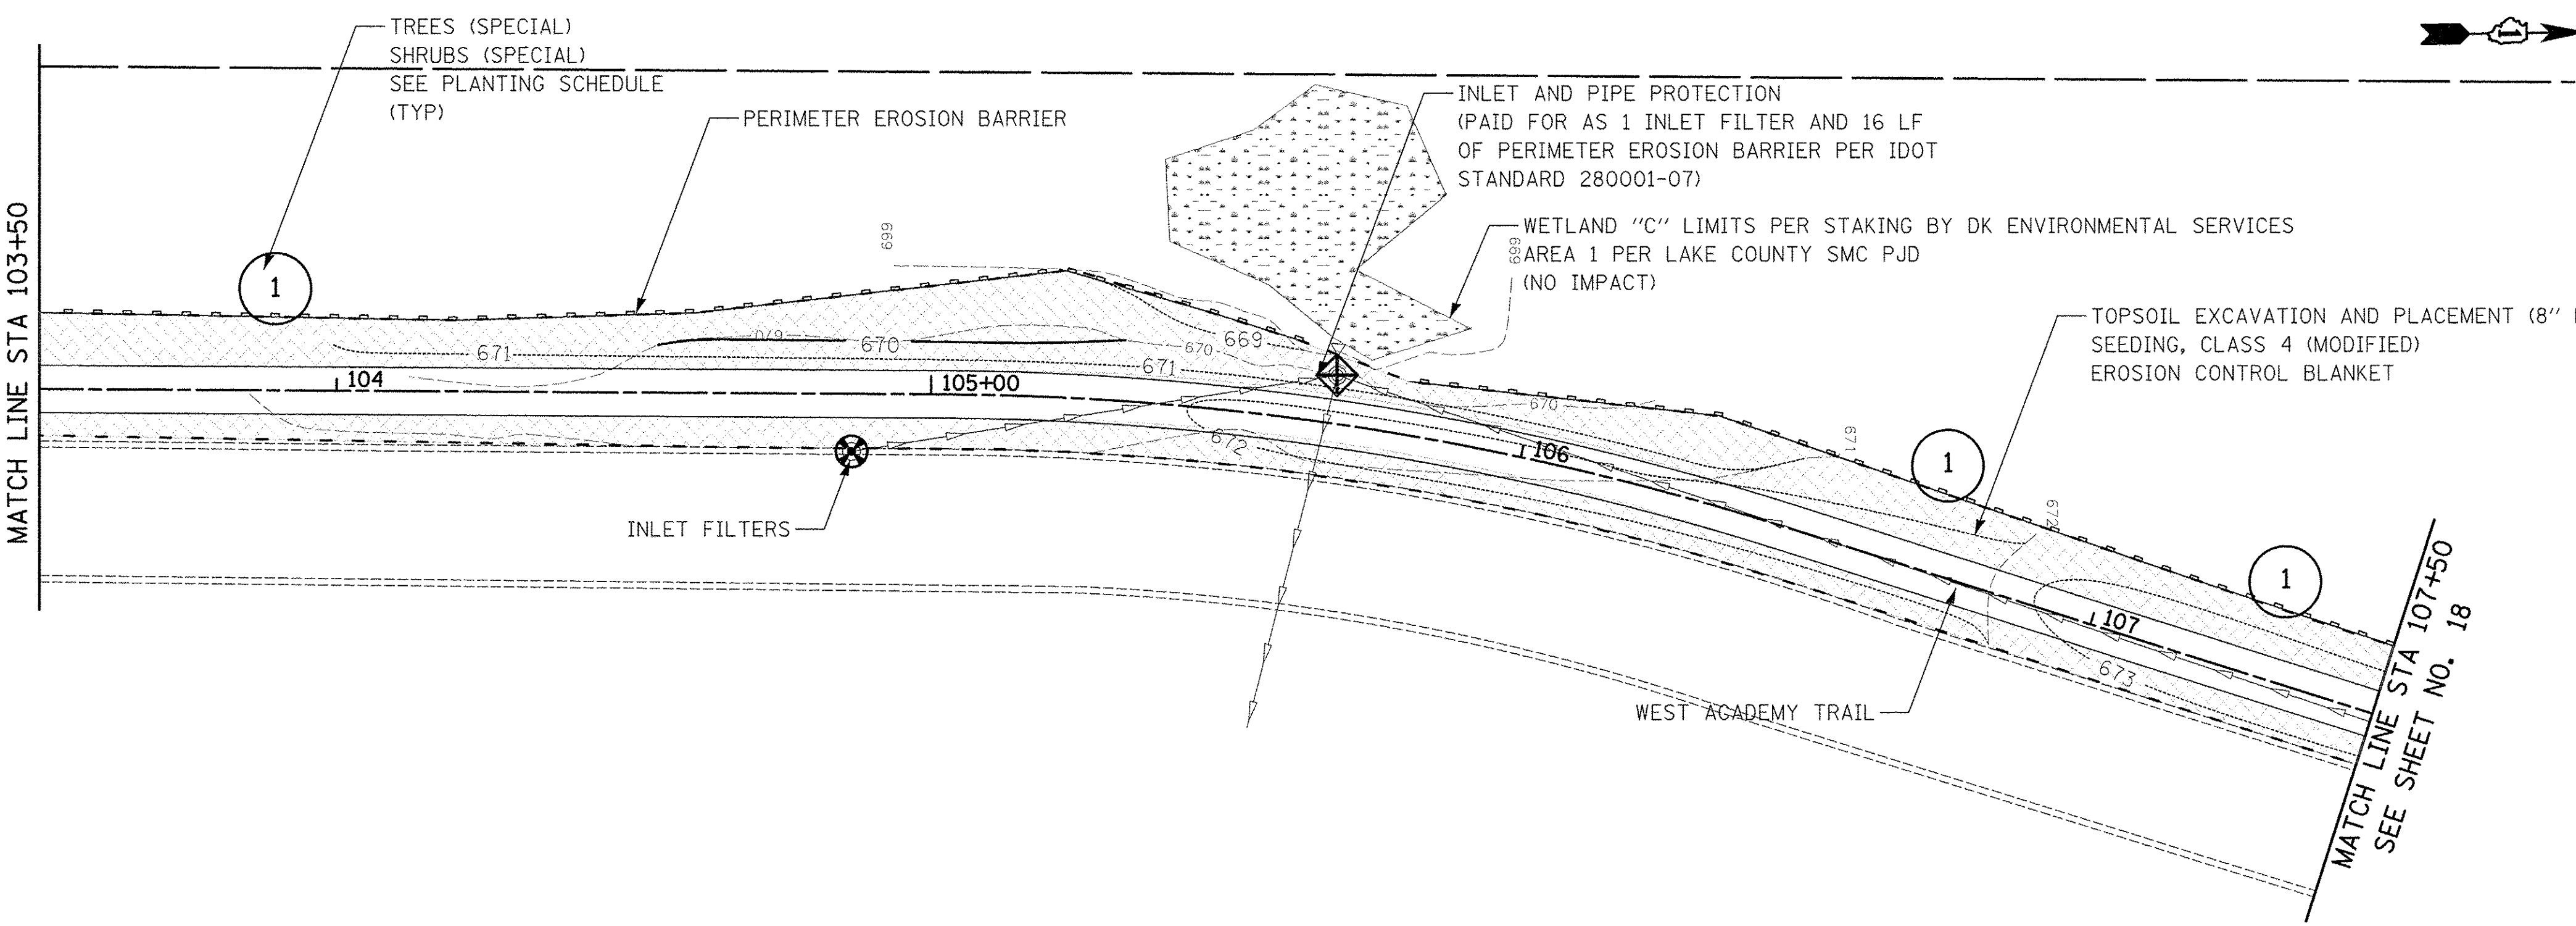 TREES (SPECIAL)
SHRUBS (SPECIAL)
SEE PLANTING SCHEDULE
(TYP)
PERIMETER EROSION BARRIER
INLET AND PIPE PROTECTION
(PAID FOR AS 1 INLET FILTER AND 16 LF
OF PERIMETER EROSION BARRIER PER IDOT
STANDARD 280001-07)
WETLAND "C" LIMITS PER STAKING BY DK ENVIRONMENTAL SERVICES
AREA 1 PER LAKE COUNTY SMC PJD
(NO IMPACT)
TOPSOIL EXCAVATION AND PLACEMENT (8"
SEEDING, CLASS 4 (MODIFIED)
EROSION CONTROL BLANKET
MATCH LINE STA 103+50
1
669
669
671
670
670
670
669
671
104
105+00
670
672
106
671
1
672
1
107
673
INLET FILTERS
WEST ACADEMY TRAIL
MATCH LINE STA 107+50
SEE SHEET NO. 18